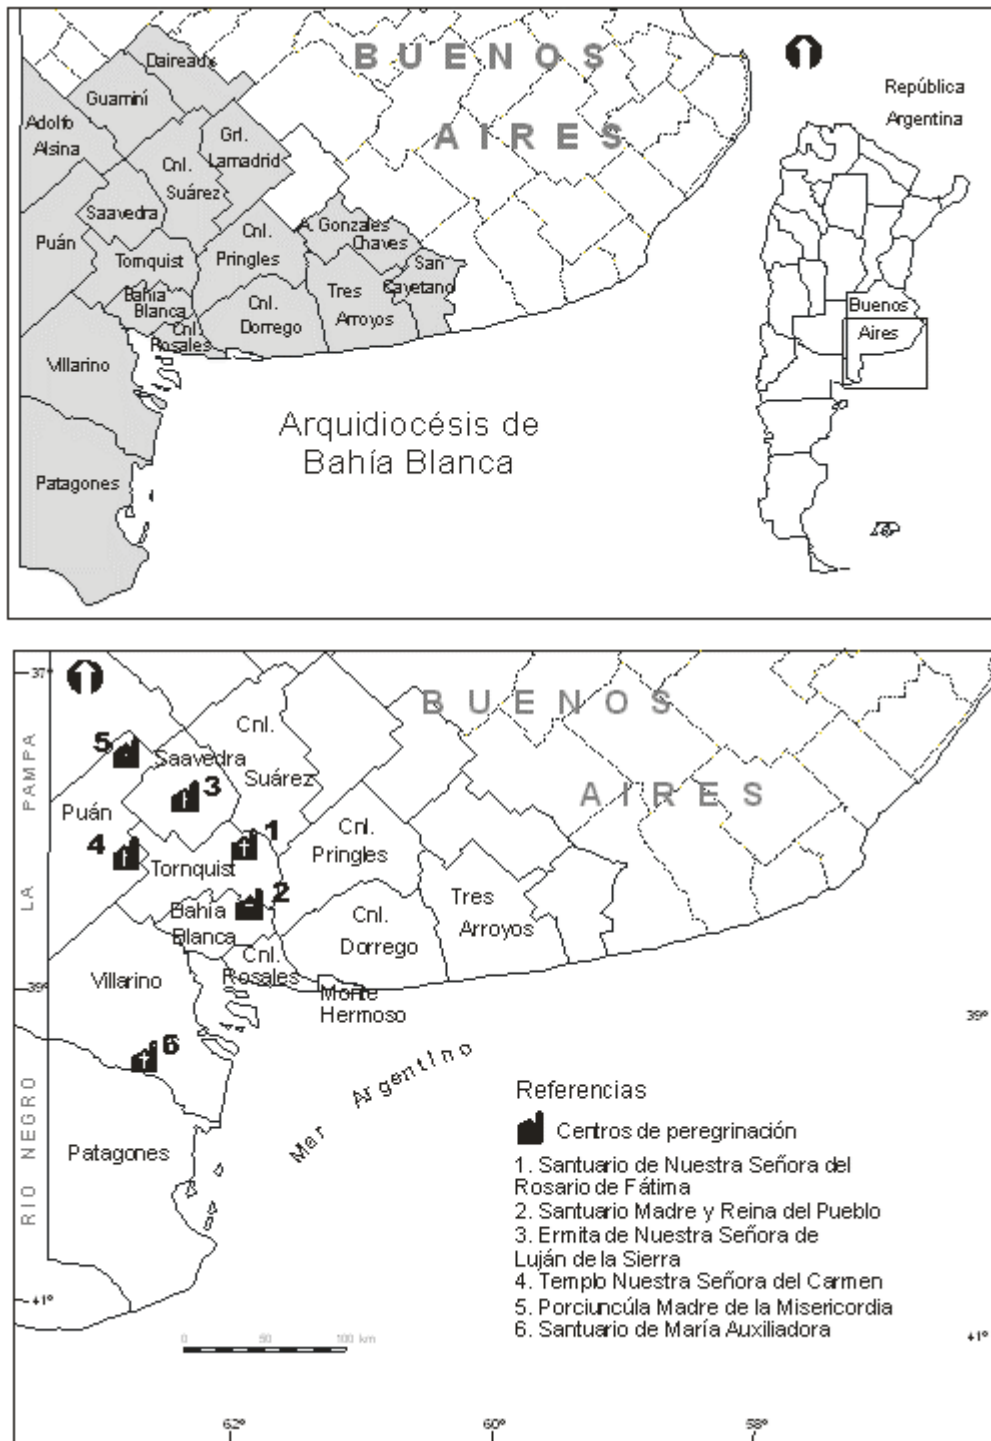 BUENOS
AIRES
República
Argentina
Daireaux
Guaminí
Adolfo
Alsina
Grl.
Lamadrid
Cnl.
Suárez
Saavedra
Puán
Tornquist
Cnl.
Pringles
A. Gonzales
Chaves
San
Cayetano
Bahía
Blanca
Cnl.
Rosales
Cnl.
Dorrego
Tres
Arroyos
Buenos
Aires
Villarino
Patagones
Arquidiocésis de
Bahía Blanca
37°
BUENOS
AIRES
LA PAMPA
5
Saavedra
3
Cnl.
Suárez
Puán
4
1
Tornquist
Cnl.
Pringles
2
Bahía
Blanca
Cnl.
Dorrego
Tres
Arroyos
Villarino
Cnl.
Rosales
Monte
Hermoso
39°
39°
6
Mar Argentino
RIO NEGRO
Patagones
Referencias
Centros de peregrinación
1. Santuario de Nuestra Señora del
Rosario de Fátima
2. Santuario Madre y Reina del Pueblo
3. Ermita de Nuestra Señora de
Luján de la Sierra
4. Templo Nuestra Señora del Carmen
5. Porciuncúla Madre de la Misericordia
6. Santuario de María Auxiliadora
41°
0 50 100 km
41°
62° 60° 58°